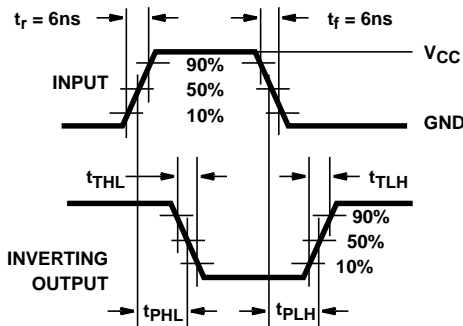 tr = 6ns
tf = 6ns
VCC
INPUT
90%
50%
10%
GND
tTHL
tTLH
90%
50%
10%
INVERTING
OUTPUT
tPHL
tPLH